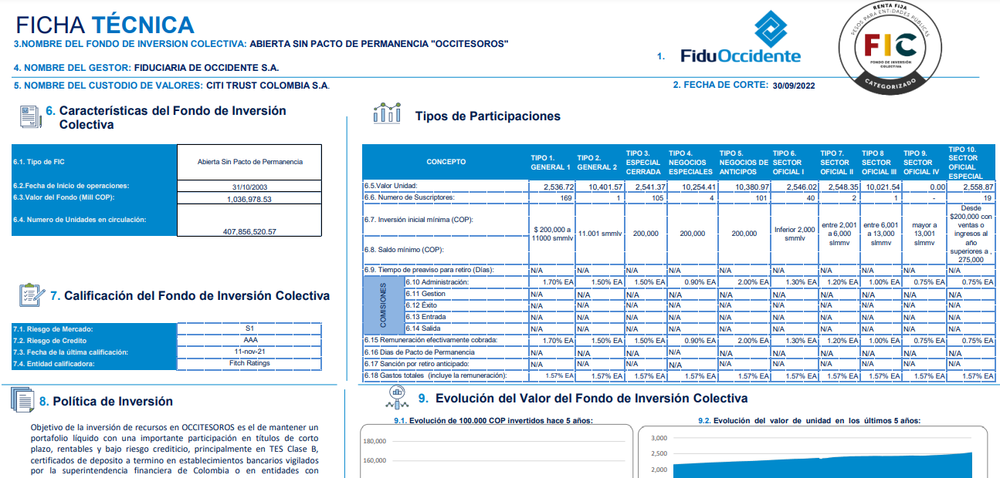 FICHA TÉCNICA
3.NOMBRE DEL FONDO DE INVERSION COLECTIVA: ABIERTA SIN PACTO DE PERMANENCIA "OCCITESOROS"
4. NOMBRE DEL GESTOR: FIDUCIARIA DE OCCIDENTE S.A.
5. NOMBRE DEL CUSTODIO DE VALORES: CITI TRUST COLOMBIA S.A.
1. FiduOccidente
2. FECHA DE CORTE: 30/09/2022
RENTA FIJA
PESOS PARA ENTIDADES PÚBLICAS
FIC
FONDO DE INVERSIÓN
COLECTIVA
CATEGORIZADO
6. Características del Fondo de Inversión
Colectiva
6.1. Tipo de FIC Abierta Sin Pacto de Permanencia
6.2.Fecha de Inicio de operaciones: 31/10/2003
6.3.Valor del Fondo (Mill COP): 1,036,978.53
6.4. Numero de Unidades en circulación: 407,856,520.57
7. Calificación del Fondo de Inversión Colectiva
7.1. Riesgo de Mercado: S1
7.2. Riesgo de Credito AAA
7.3. Fecha de la última calificación: 11-nov-21
7.4. Entidad calificadora: Fitch Ratings
Tipos de Participaciones
CONCEPTO
TIPO 1.
GENERAL 1
TIPO 2.
GENERAL 2
TIPO 3.
ESPECIAL
CERRADA
TIPO 4.
NEGOCIOS
ESPECIALES
TIPO 5.
NEGOCIOS DE
ANTICIPOS
TIPO 6.
SECTOR
OFICIAL I
TIPO 7.
SECTOR
OFICIAL II
TIPO 8
SECTOR
OFICIAL III
TIPO 9.
SECTOR
OFICIAL IV
TIPO 10.
SECTOR
OFICIAL
ESPECIAL
6.5.Valor Unidad: 2,536.72 10,401.57 2,541.37 10,254.41 10,380.97 2,546.02 2,548.35 10,021.54 0.00 2,558.87
6.6. Numero de Suscriptores: 169 1 105 4 101 40 2 1 - 19
6.7. Inversión inicial mínima (COP):
6.8. Saldo mínimo (COP):
$ 200,000 a
11000 smmlv
11.001 smmlv
200,000
200,000
200,000
Inferior 2,000
smmlv
entre 2,001
a 6,000
slmmv
entre 6,001
a 13,000
slmmv
mayor a
13,001
slmmv
Desde
$200,000 con
ventas o
ingresos al
año
superiores a ,
275,000
6.9. Tiempo de preaviso para retiro (Días): N/A N/A N/A N/A N/A N/A N/A N/A N/A N/A
COMISIONES
6.10 Administración: 1.70% EA 1.50% EA 1.50% EA 0.90% EA 2.00% EA 1.30% EA 1.20% EA 1.00% EA 0.75% EA 0.75% EA
6.11 Gestion N/A N/A N/A N/A N/A N/A N/A N/A N/A N/A
6.12 Éxito N/A N/A N/A N/A N/A N/A N/A N/A N/A N/A
6.13 Entrada N/A N/A N/A N/A N/A N/A N/A N/A N/A N/A
6.14 Salida N/A N/A N/A N/A N/A N/A N/A N/A N/A N/A
6.15 Remuneración efectivamente cobrada: 1.70% EA 1.50% EA 1.50% EA 0.90% EA 2.00% EA 1.30% EA 1.20% EA 1.00% EA 0.75% EA 0.75% EA
6.16 Dias de Pacto de Permanencia N/A N/A N/A N/A N/A N/A N/A N/A N/A N/A
6.17 Sanción por retiro anticipado: N/A N/A N/A N/A N/A N/A N/A N/A N/A N/A
6.18 Gastos totales (incluye la remuneración): 1.57% EA 1.57% EA 1.57% EA 1.57% EA 1.57% EA 1.57% EA 1.57% EA 1.57% EA 1.57% EA 1.57% EA
8. Política de Inversión
Objetivo de la inversión de recursos en OCCITESOROS es el de mantener un
portafolio líquido con una importante participación en títulos de corto
plazo, rentables y bajo riesgo crediticio, principalmente en TES Clase B,
certificados de deposito a termino en establecimientos bancarios vigilados
por la superintendencia financiera de Colombia o en entidades con
9. Evolución del Valor del Fondo de Inversión Colectiva
9.1. Evolución de 100.000 COP invertidos hace 5 años:
180,000
160,000
9.2. Evolución del valor de unidad en los últimos 5 años:
3,000
2,500
2,000